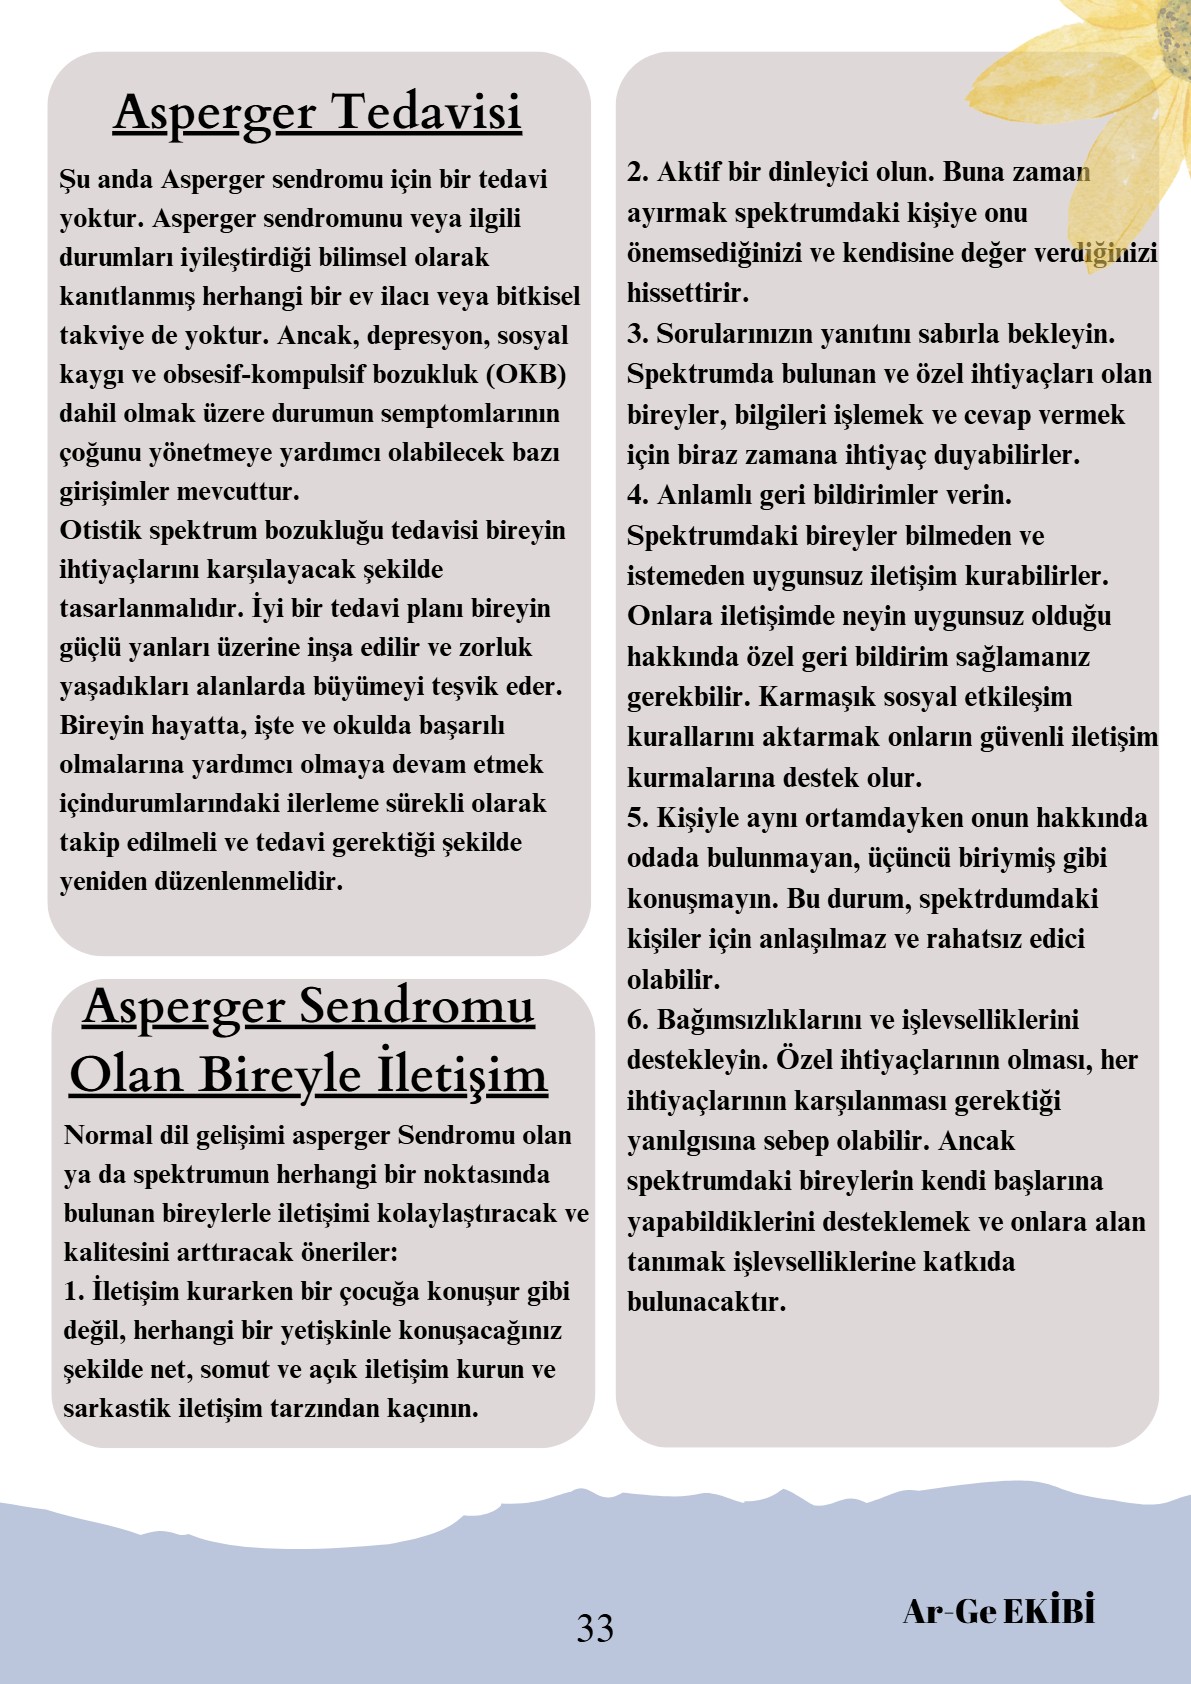 Asperger Tedavisi
Şu anda Asperger sendromu için bir tedavi
yoktur. Asperger sendromunu veya ilgili
durumları iyileştirdiği bilimsel olarak
kanıtlanmış herhangi bir ev ilacı veya bitkisel
takviye de yoktur. Ancak, depresyon, sosyal
kaygı ve obsesif-kompulsif bozukluk (OKB)
dahil olmak üzere durumun semptomlarının
çoğunu yönetmeye yardımcı olabilecek bazı
girişimler mevcuttur.
Otistik spektrum bozukluğu tedavisi bireyin
ihtiyaçlarını karşılayacak şekilde
tasarlanmalıdır. İyi bir tedavi planı bireyin
güçlü yanları üzerine inşa edilir ve zorluk
yaşadıkları alanlarda büyümeyi teşvik eder.
Bireyin hayatta, işte ve okulda başarılı
olmalarına yardımcı olmaya devam etmek
içindurumlarındaki ilerleme sürekli olarak
takip edilmeli ve tedavi gerektiği şekilde
yeniden düzenlenmelidir.
Asperger Sendromu
Olan Bireyle İletişim
Normal dil gelişimi asperger Sendromu olan
ya da spektrumun herhangi bir noktasında
bulunan bireylerle iletişimi kolaylaştıracak ve
kalitesini arttıracak öneriler:
1. İletişim kurarken bir çocuğa konuşur gibi
değil, herhangi bir yetişkinle konuşacağınız
şekilde net, somut ve açık iletişim kurun ve
sarkastik iletişim tarzından kaçının.
2. Aktif bir dinleyici olun. Buna zaman
ayırmak spektrumdaki kişiye onu
önemsediğinizi ve kendisine değer verdiğinizi
hissettirir.
3. Sorularınızın yanıtını sabırla bekleyin.
Spektrumda bulunan ve özel ihtiyaçları olan
bireyler, bilgileri işlemek ve cevap vermek
için biraz zamana ihtiyaç duyabilirler.
4. Anlamlı geri bildirimler verin.
Spektrumdaki bireyler bilmeden ve
istemeden uygunsuz iletişim kurabilirler.
Onlara iletişimde neyin uygunsuz olduğu
hakkında özel geri bildirim sağlamanız
gerekbilir. Karmaşık sosyal etkileşim
kurallarını aktarmak onların güvenli iletişim
kurmalarına destek olur.
5. Kişiyle aynı ortamdayken onun hakkında
odada bulunmayan, üçüncü biriymiş gibi
konuşmayın. Bu durum, spektrdumdaki
kişiler için anlaşılmaz ve rahatsız edici
olabilir.
6. Bağımsızlıklarını ve işlevselliklerini
destekleyin. Özel ihtiyaçlarının olması, her
ihtiyaçlarının karşılanması gerektiği
yanılgısına sebep olabilir. Ancak
spektrumdaki bireylerin kendi başlarına
yapabildiklerini desteklemek ve onlara alan
tanımak işlevselliklerine katkıda
bulunacaktır.
33
Ar-Ge EKİBİ